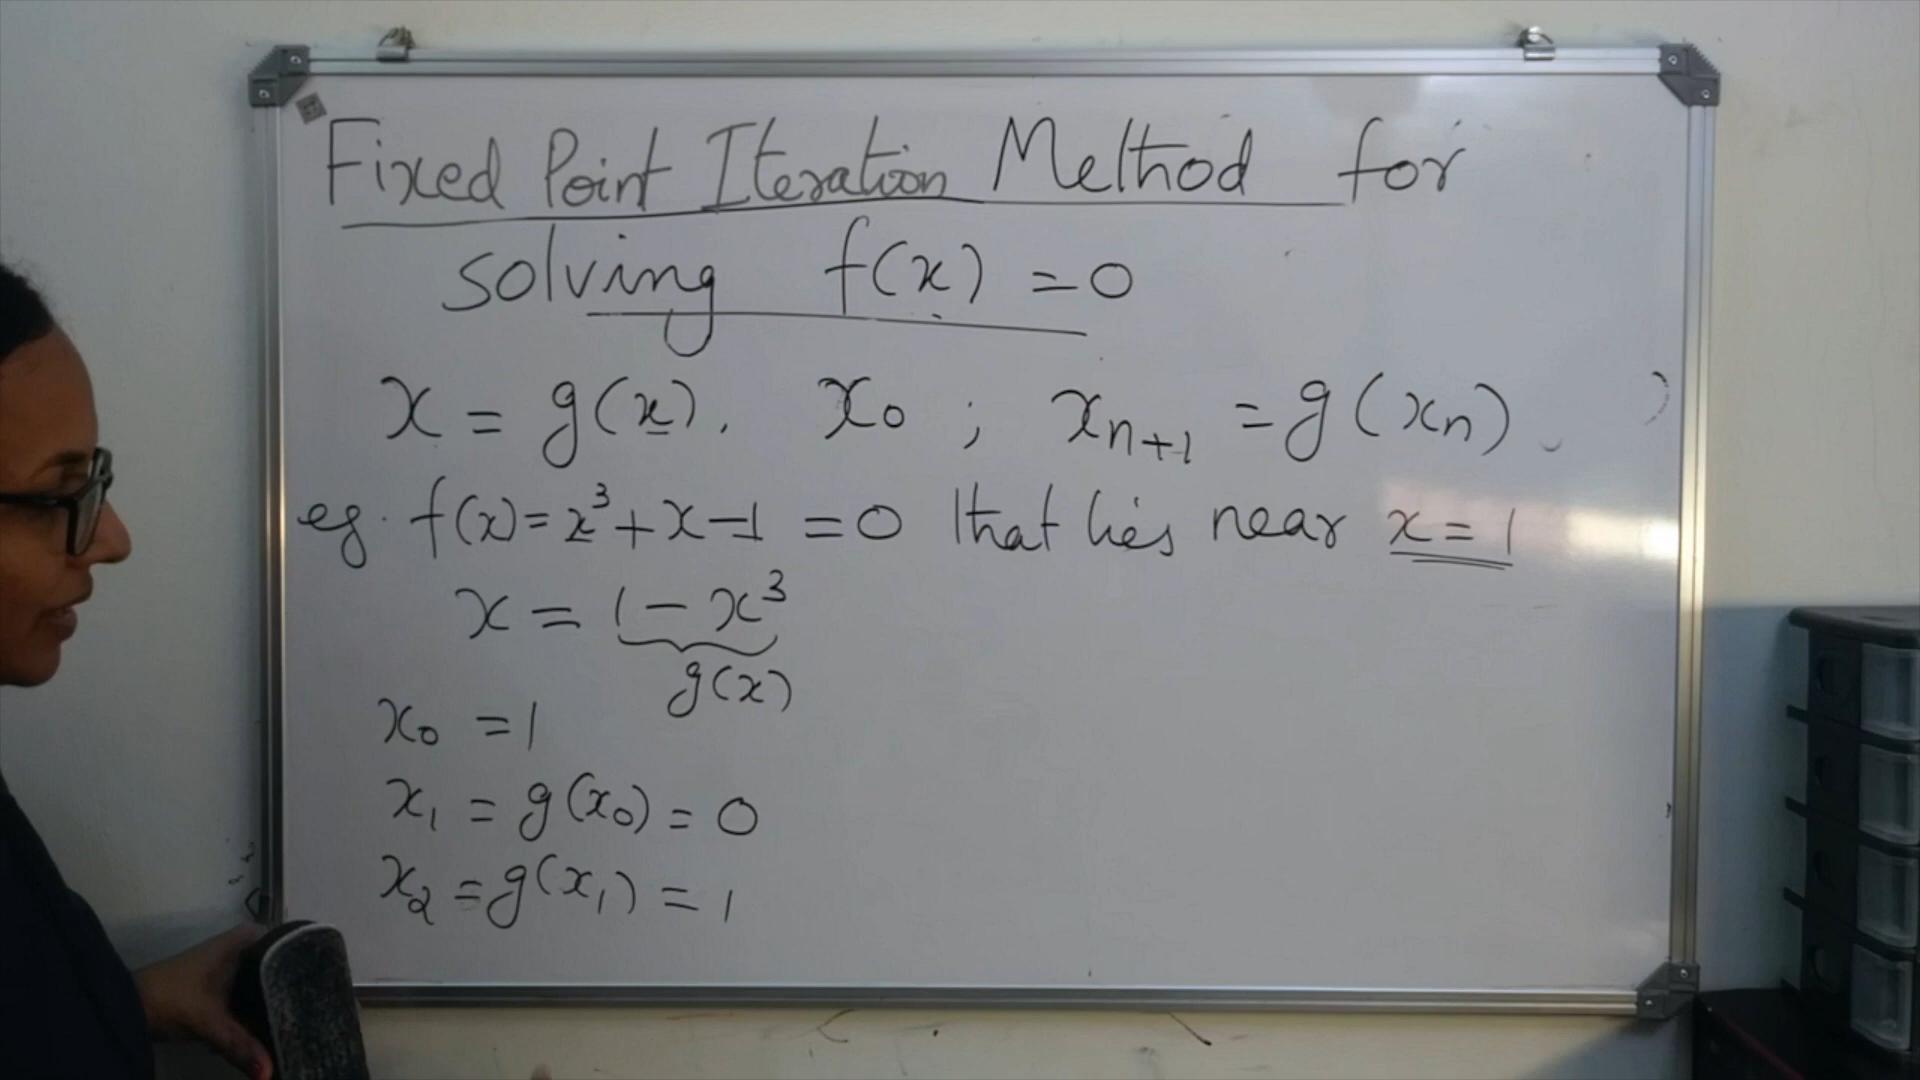 Fixed Point Iteration Method for
solving f(x) = 0
x = g(x). x₀ ; xₙ₊₁ = g(xₙ).
eg. f(x) = x³ + x - 1 = 0 that lies near x = 1
x = 1 - x³
g(x)
x₀ = 1
x₁ = g(x₀) = 0
x₂ = g(x₁) = 1